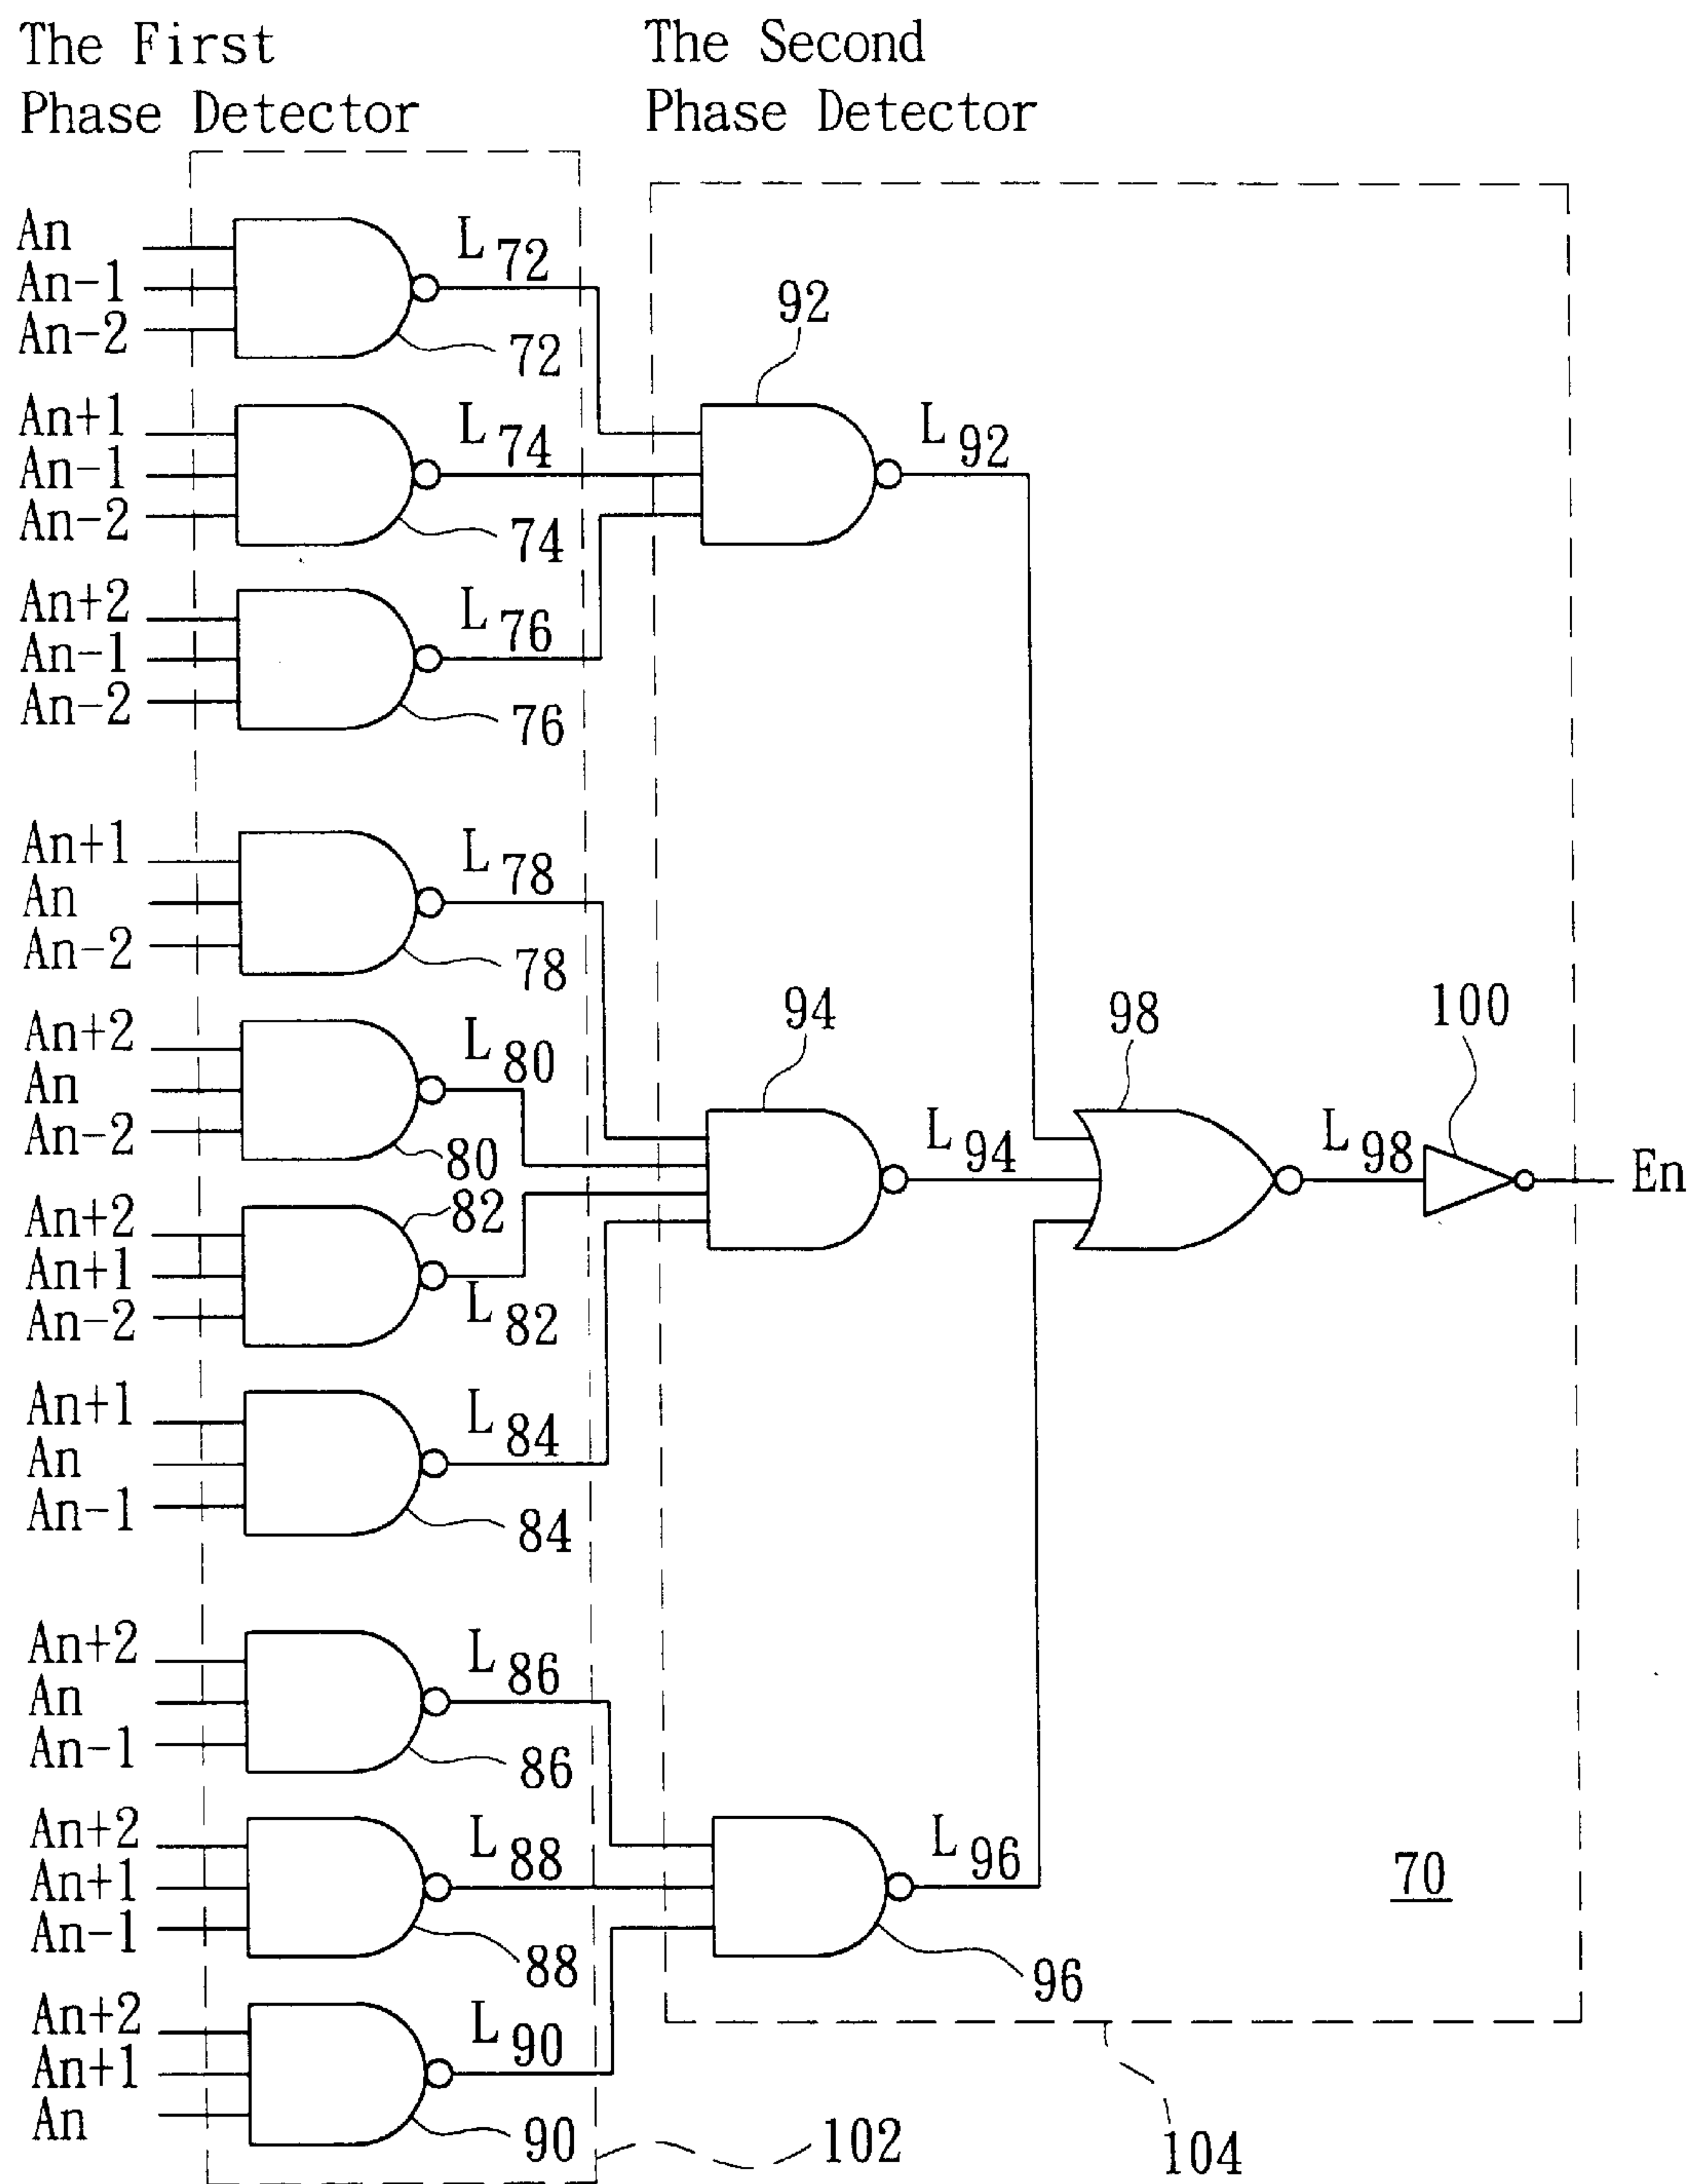 The First
Phase Detector
The Second
Phase Detector
An
An-1
An-2
L72
72
An+1
An-1
An-2
L74
74
An+2
An-1
An-2
L76
76
92
L92
An+1
An
An-2
L78
78
An+2
An
An-2
L80
80
An+2
An+1
An-2
82
L82
An+1
An
An-1
L84
84
94
L94
98
L98
100
En
An+2
An
An-1
L86
86
An+2
An+1
An-1
L88
88
An+2
An+1
An
L90
90
L96
96
70
102
104